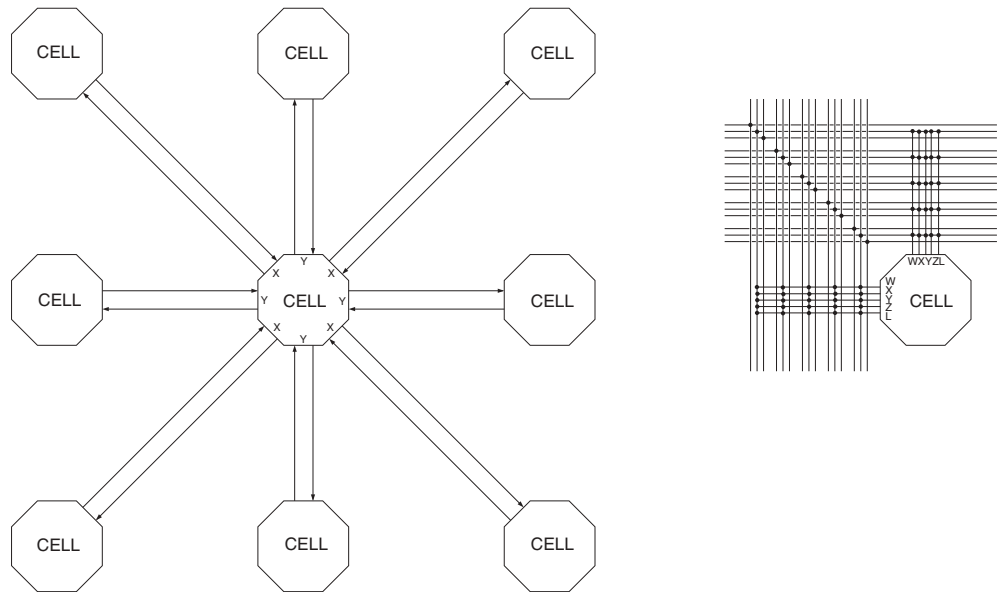 CELL CELL CELL
X Y X
CELL Y CELL Y CELL
X Y X
CELL CELL CELL
WXYZL
W
X
Y
Z
L
CELL